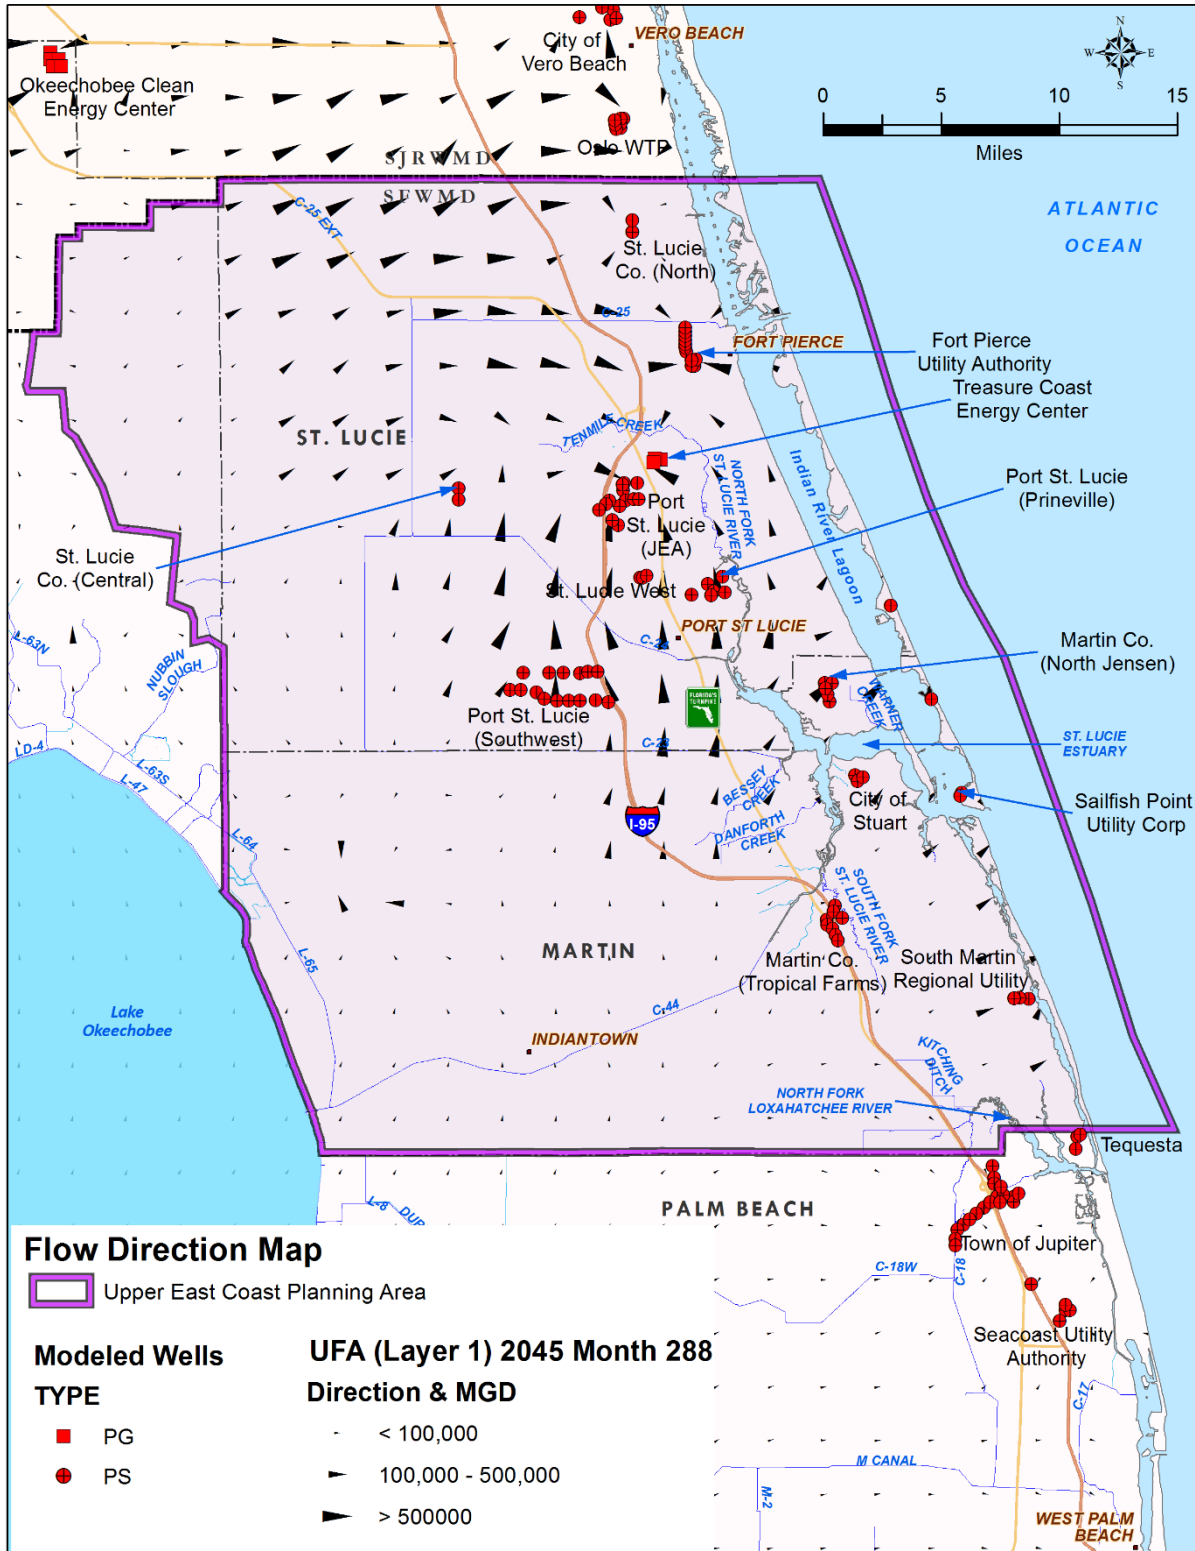 City of
Vero Beach
VERO BEACH
N
W
E
S
Okeechobee Clean
Energy Center
0
5
10
15
Miles
Oslo WTP
SJRWMD
SFWMD
C-25 EXT
ATLANTIC
OCEAN
St. Lucie
Co. (North)
C-25
FORT PIERCE
Fort Pierce
Utility Authority
Treasure Coast
Energy Center
ST. LUCIE
TENMILE CREEK
NORTH FORK
ST. LUCIE RIVER
Indian River Lagoon
Port St. Lucie
(Prineville)
Port
St. Lucie
(JEA)
St. Lucie
Co. (Central)
St. Lucie West
PORT ST LUCIE
C-24
L-63N
NUBBIN
SLOUGH
Martin Co.
(North Jensen)
WARNER
CREEK
FLORIDA'S
TURNPIKE
Port St. Lucie
(Southwest)
C-23
ST. LUCIE
ESTUARY
LD-4
L-63S
L-47
BESSEY
CREEK
City of
Stuart
Sailfish Point
Utility Corp
I-95
DANFORTH
CREEK
L-64
SOUTH FORK
ST. LUCIE RIVER
MARTIN
L-65
Martin Co.
(Tropical Farms)
South Martin
Regional Utility
C-44
Lake
Okeechobee
INDIANTOWN
KITCHING
DITCH
NORTH FORK
LOXAHATCHEE RIVER
Tequesta
L-8
DUP
PALM BEACH
Town of Jupiter
C-18W
C-18
Seacoast Utility
Authority
C-17
M CANAL
M-2
WEST PALM
BEACH
Flow Direction Map
Upper East Coast Planning Area
Modeled Wells
TYPE
PG
PS
UFA (Layer 1) 2045 Month 288
Direction & MGD
< 100,000
100,000 - 500,000
> 500000